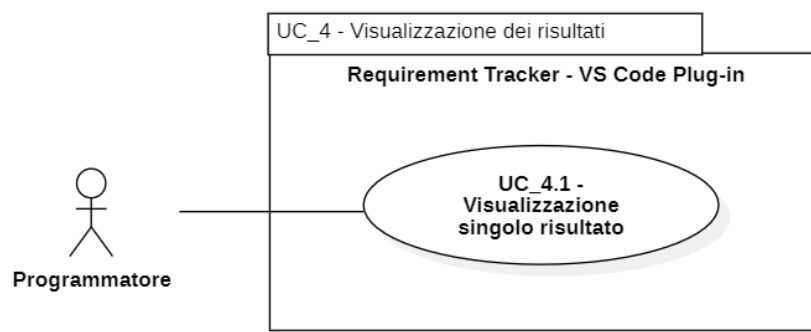 UC_4 - Visualizzazione dei risultati
Requirement Tracker - VS Code Plug-in
UC_4.1 -
Visualizzazione
singolo risultato
Programmatore